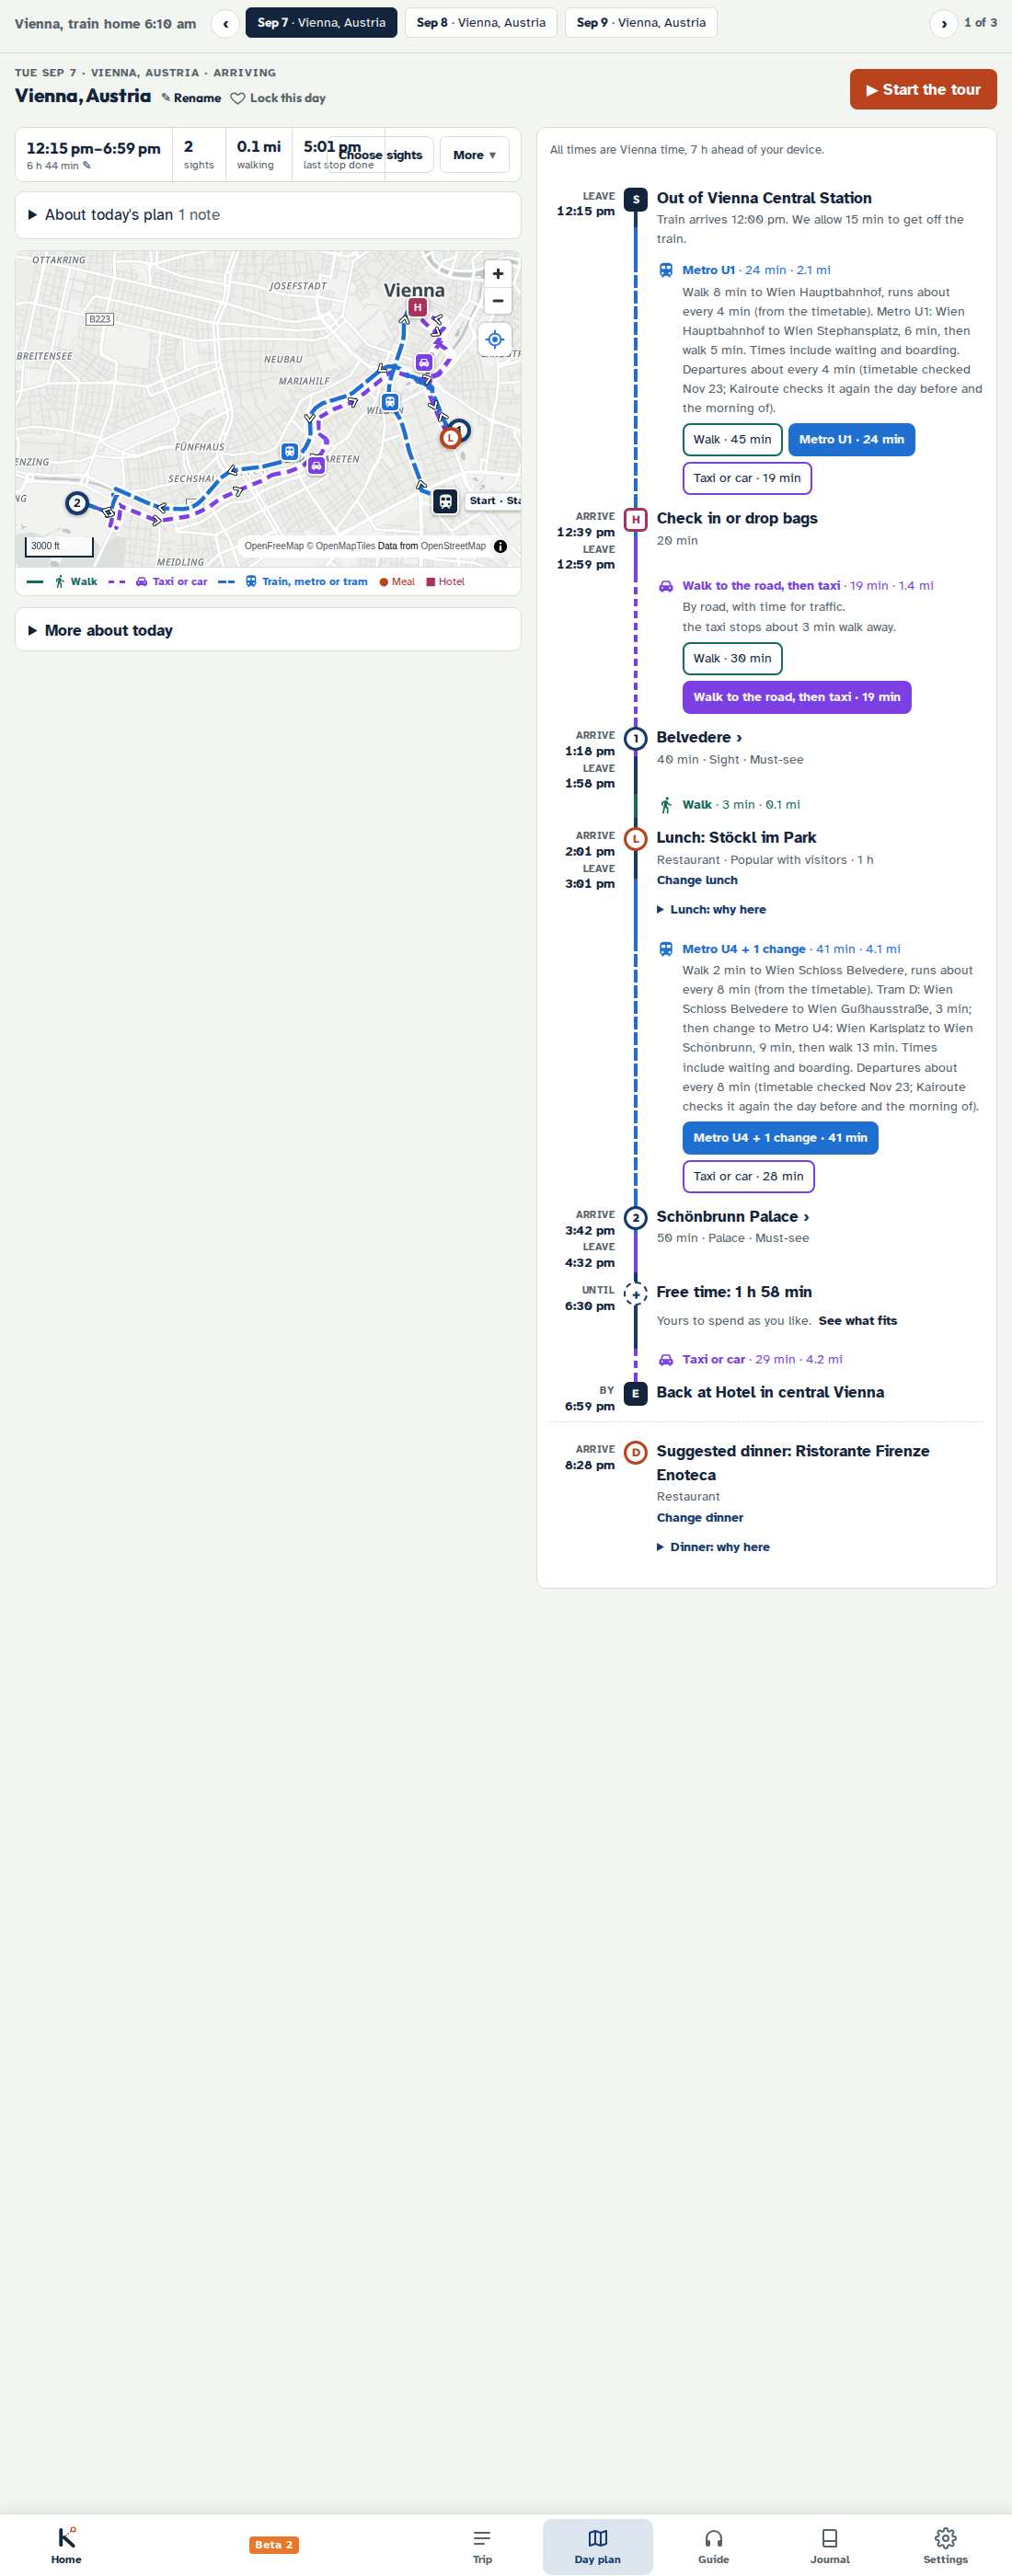 Vienna, train home 6:10 am
‹
Sep 7 · Vienna, Austria
Sep 8 · Vienna, Austria
Sep 9 · Vienna, Austria
›
1 of 3
TUE SEP 7 · VIENNA, AUSTRIA · ARRIVING
Vienna, Austria
✎ Rename
Lock this day
▶ Start the tour
12:15 pm–6:59 pm
6 h 44 min ✎
2
sights
0.1 mi
walking
5:01 pm
last stop done
Choose sights
More ▾
▶ About today's plan 1 note
OTTAKRING
JOSEFSTADT
Vienna
H
B223
BREITENSEE
NEUBAU
MARIAHILF
FÜNFHAUS
SECHSHAU
ARETEN
L
2
Start · Sta
3000 ft
MEIDLING
OpenFreeMap © OpenMapTiles Data from OpenStreetMap
Walk
Taxi or car
Train, metro or tram
Meal
Hotel
▶ More about today
All times are Vienna time, 7 h ahead of your device.
LEAVE
12:15 pm
S
Out of Vienna Central Station
Train arrives 12:00 pm. We allow 15 min to get off the
train.
Metro U1 · 24 min · 2.1 mi
Walk 8 min to Wien Hauptbahnhof, runs about
every 4 min (from the timetable). Metro U1: Wien
Hauptbahnhof to Wien Stephansplatz, 6 min, then
walk 5 min. Times include waiting and boarding.
Departures about every 4 min (timetable checked
Nov 23; Kairoute checks it again the day before and
the morning of).
Walk · 45 min
Metro U1 · 24 min
Taxi or car · 19 min
ARRIVE
12:39 pm
LEAVE
12:59 pm
H
Check in or drop bags
20 min
Walk to the road, then taxi · 19 min · 1.4 mi
By road, with time for traffic.
the taxi stops about 3 min walk away.
Walk · 30 min
Walk to the road, then taxi · 19 min
ARRIVE
1:18 pm
LEAVE
1:58 pm
1
Belvedere ›
40 min · Sight · Must-see
Walk · 3 min · 0.1 mi
ARRIVE
2:01 pm
LEAVE
3:01 pm
L
Lunch: Stöckl im Park
Restaurant · Popular with visitors · 1 h
Change lunch
▶ Lunch: why here
Metro U4 + 1 change · 41 min · 4.1 mi
Walk 2 min to Wien Schloss Belvedere, runs about
every 8 min (from the timetable). Tram D: Wien
Schloss Belvedere to Wien Gußhausstraße, 3 min;
then change to Metro U4: Wien Karlsplatz to Wien
Schönbrunn, 9 min, then walk 13 min. Times
include waiting and boarding. Departures about
every 8 min (timetable checked Nov 23; Kairoute
checks it again the day before and the morning of).
Metro U4 + 1 change · 41 min
Taxi or car · 28 min
ARRIVE
3:42 pm
LEAVE
4:32 pm
2
Schönbrunn Palace ›
50 min · Palace · Must-see
UNTIL
6:30 pm
+
Free time: 1 h 58 min
Yours to spend as you like. See what fits
Taxi or car · 29 min · 4.2 mi
BY
6:59 pm
E
Back at Hotel in central Vienna
ARRIVE
8:28 pm
D
Suggested dinner: Ristorante Firenze
Enoteca
Restaurant
Change dinner
▶ Dinner: why here
Home
Beta 2
Trip
Day plan
Guide
Journal
Settings